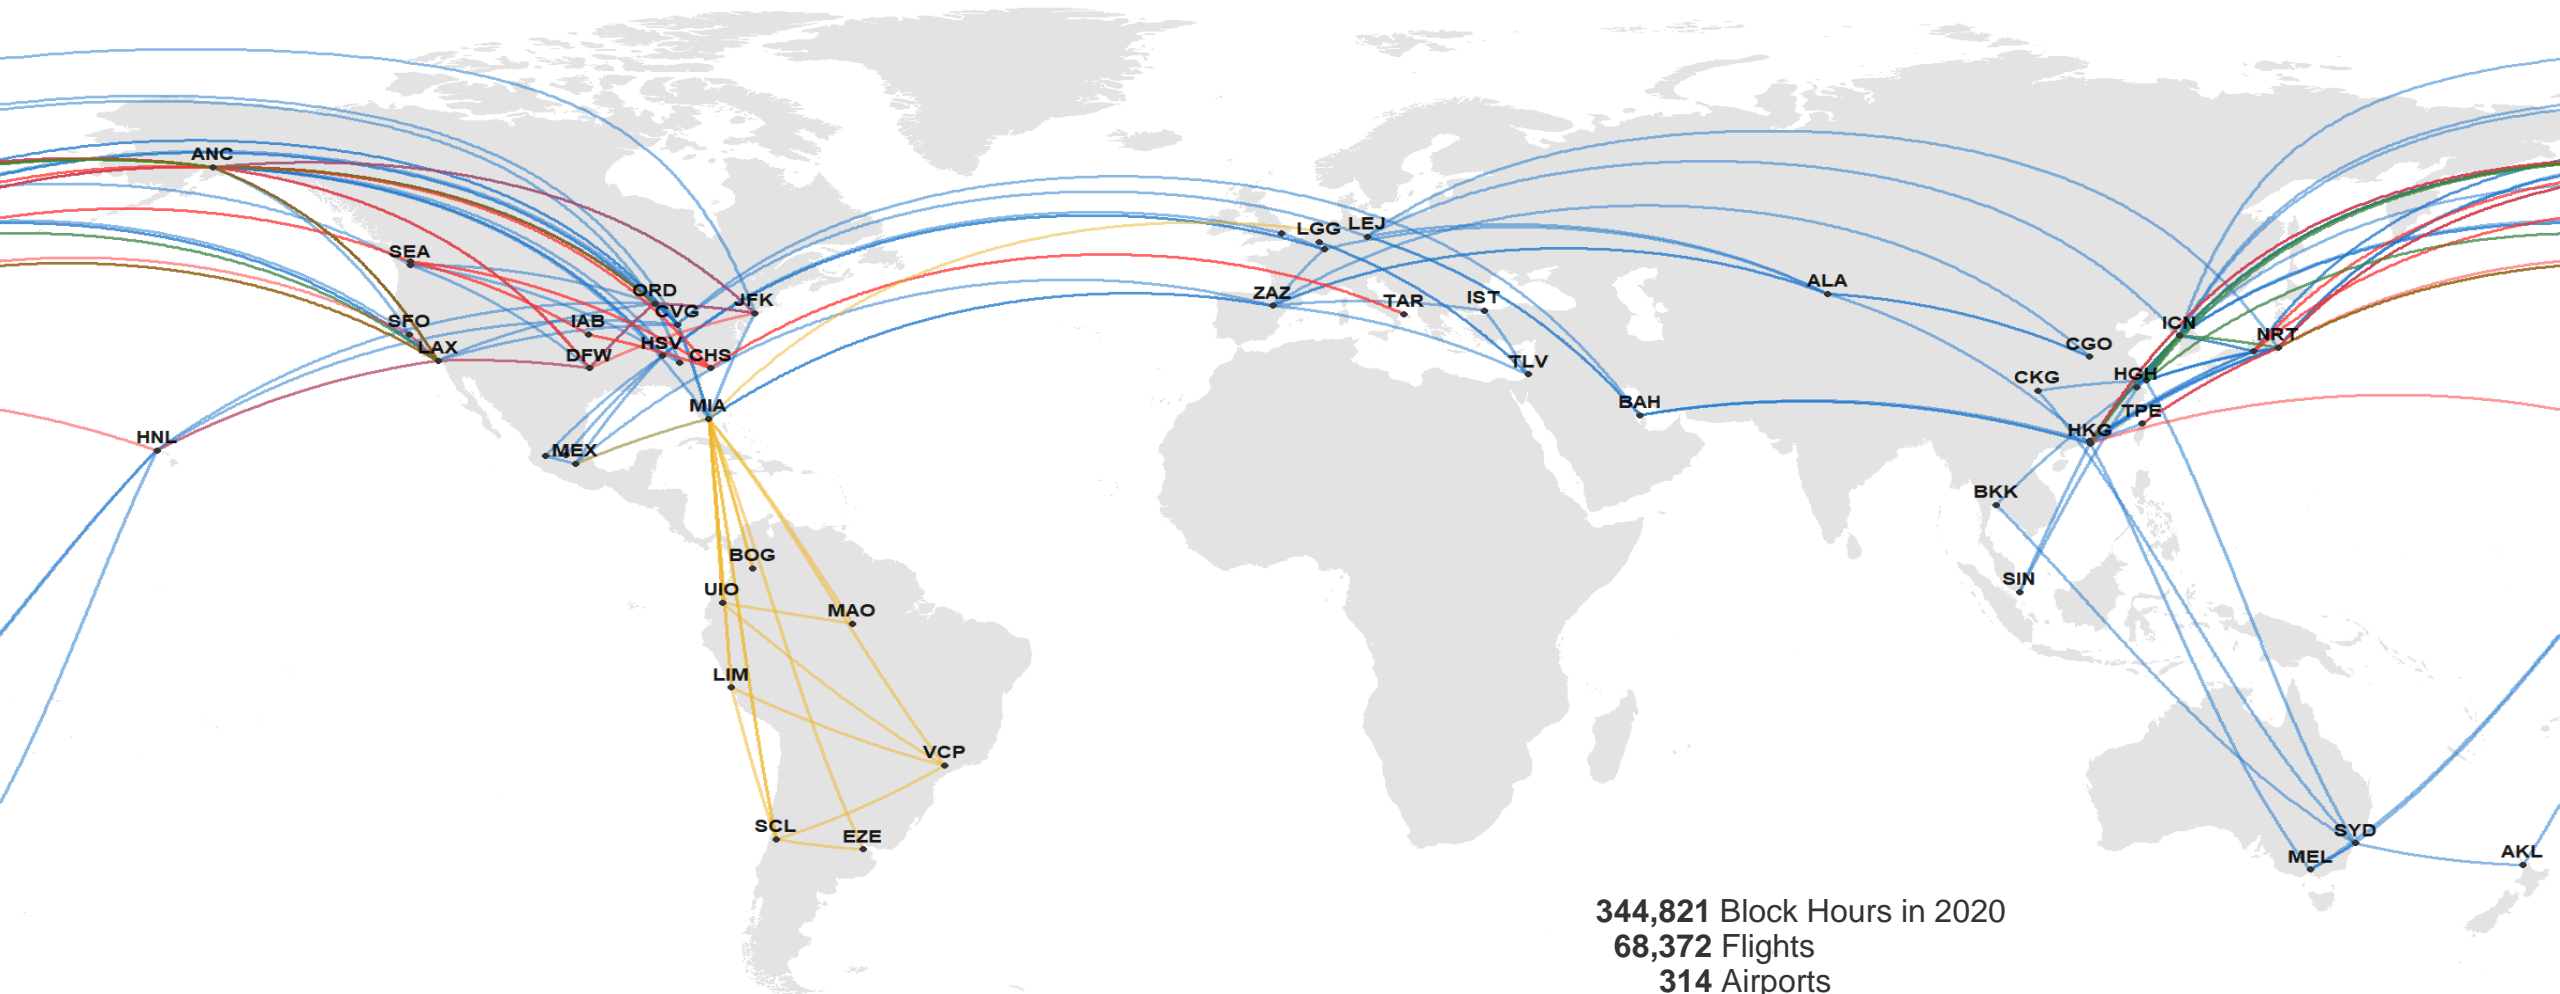 ANC
LGG
LEJ
SEA
ALA
ORD
JFK
ZAZ
TAR
IST
CVG
SFO
IAB
ICN
NRT
LAX
HSV
CHS
DFW
CGO
TLV
CKG
HGH
MIA
BAH
TPE
HNL
HKG
MEX
BKK
BOG
SIN
UIO
MAO
LIM
VCP
SCL
EZE
SYD
MEL
AKL
344,821 Block Hours in 2020
68,372 Flights
314 Airports